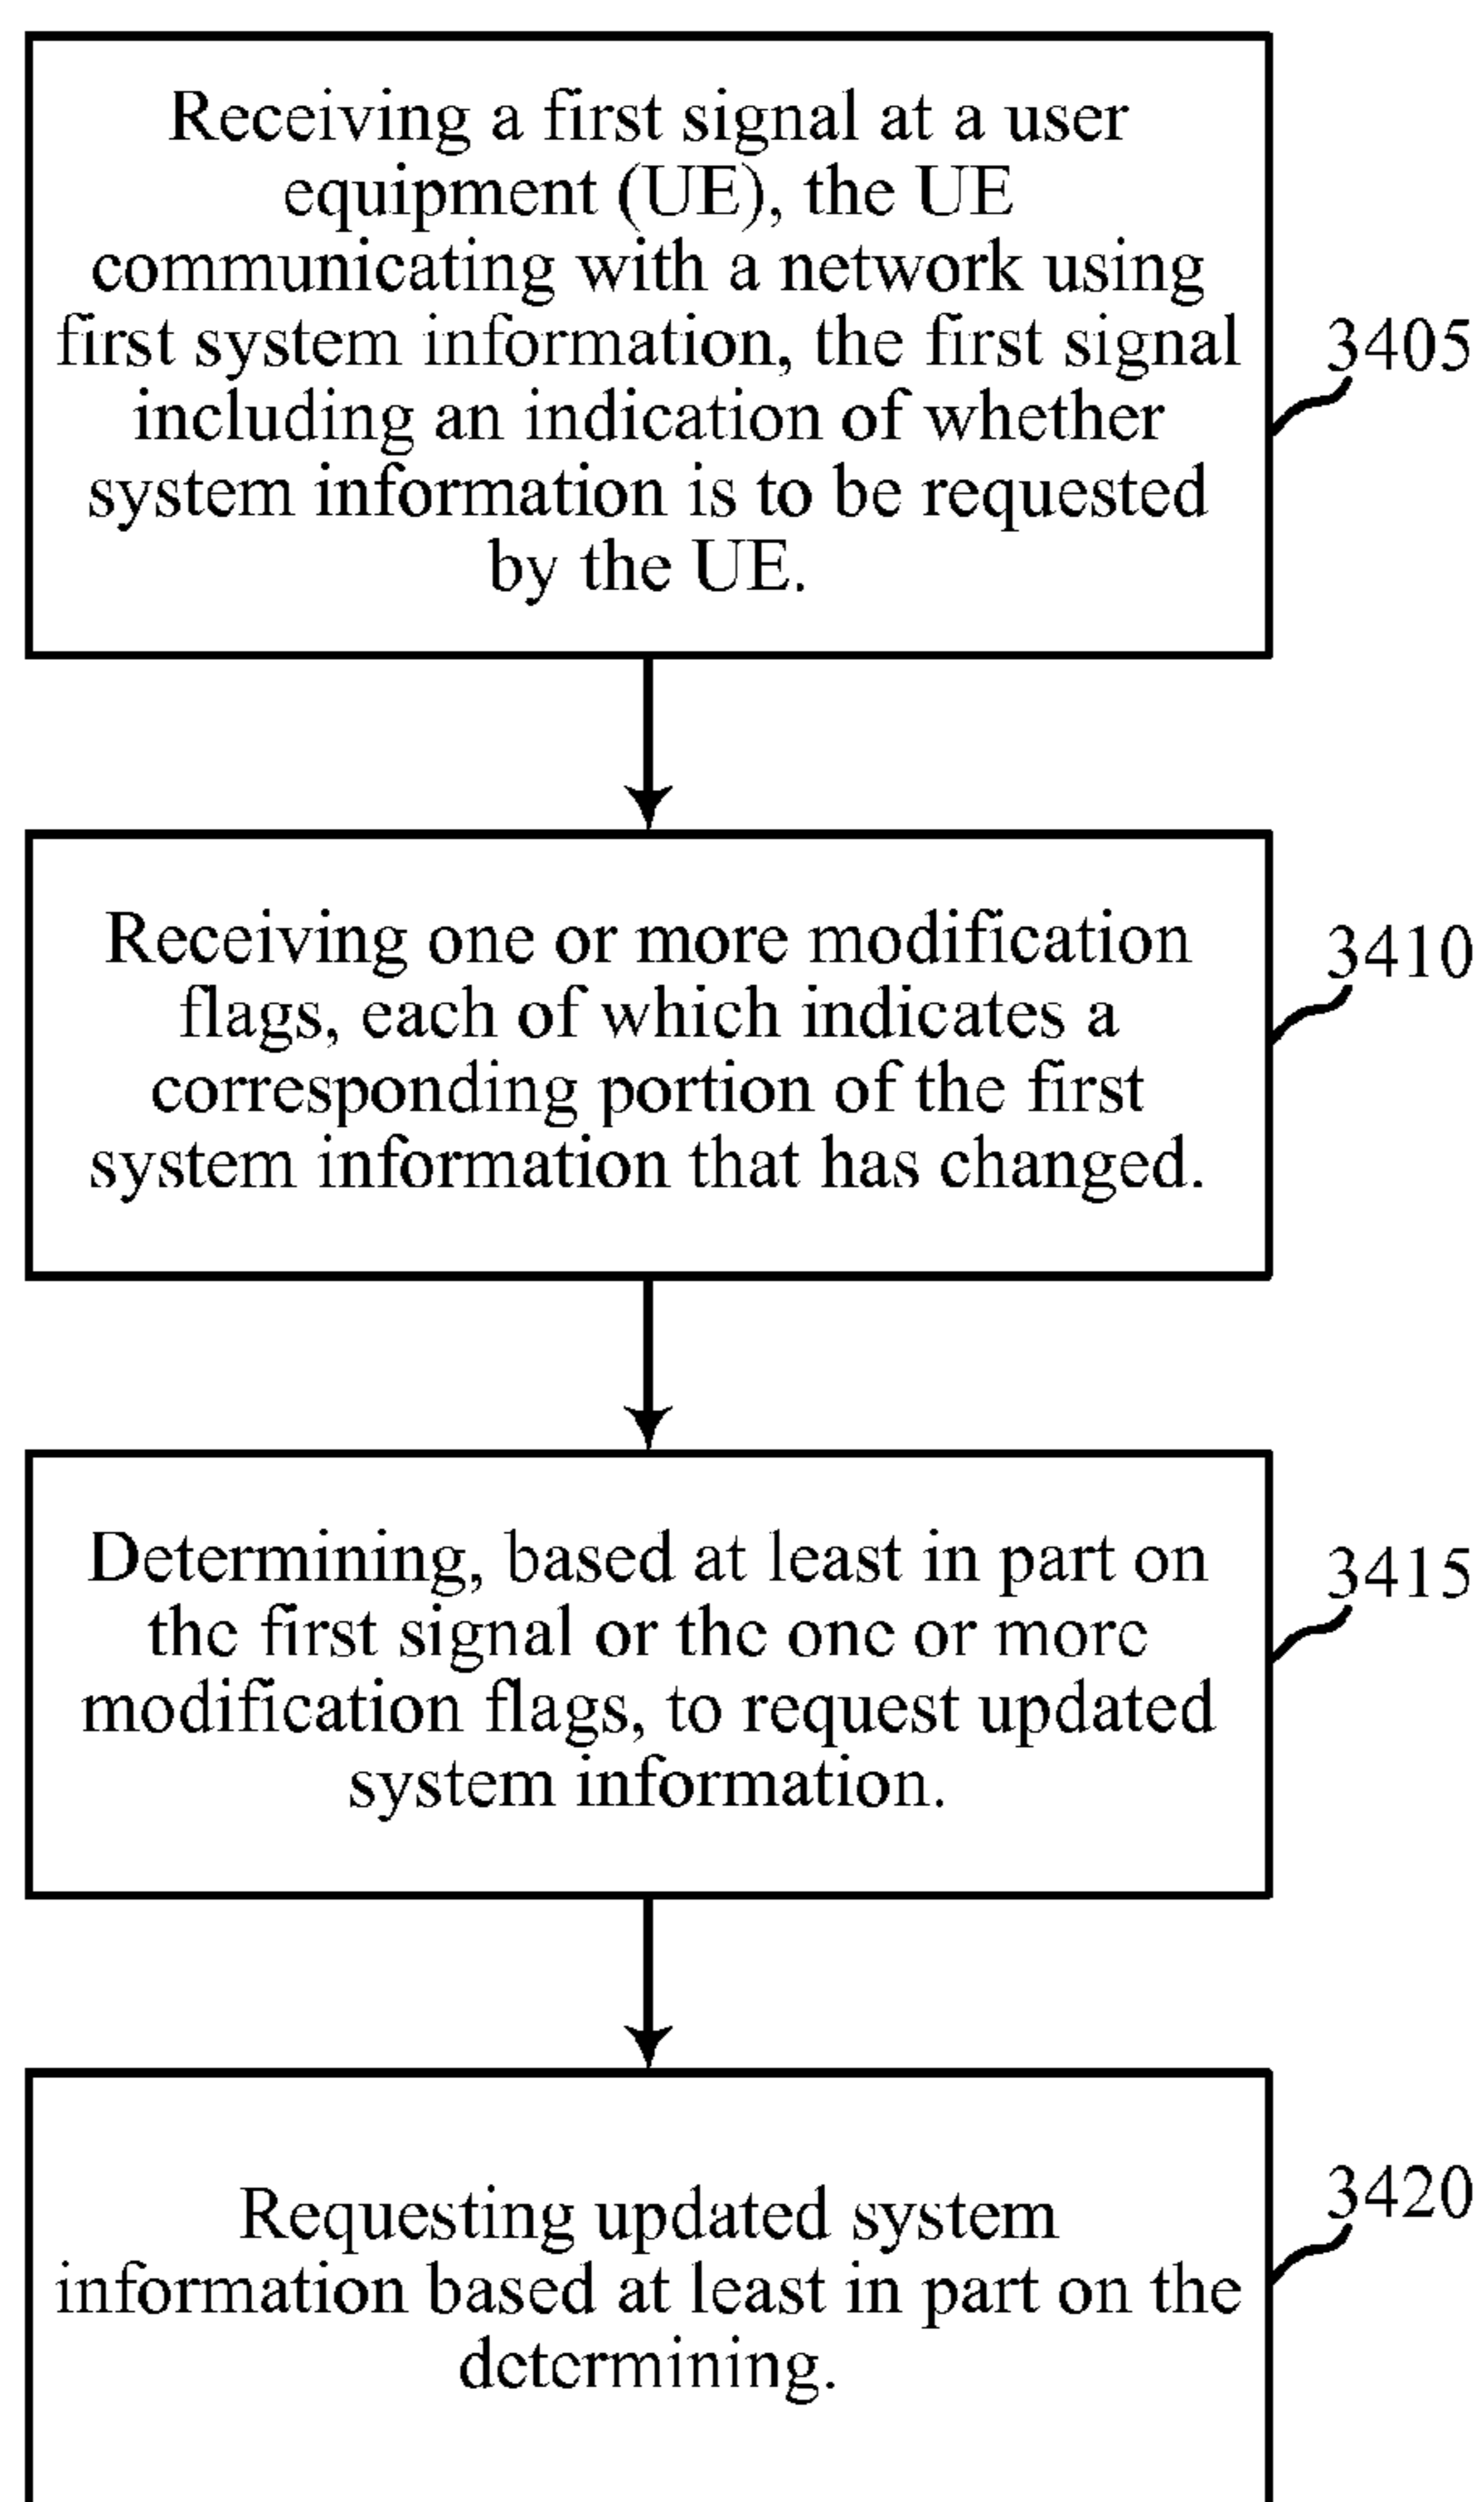 Receiving a first signal at a user
equipment (UE), the UE
communicating with a network using
first system information, the first signal
including an indication of whether
system information is to be requested
by the UE.
3405
Receiving one or more modification
flags, each of which indicates a
corresponding portion of the first
system information that has changed.
3410
Determining, based at least in part on
the first signal or the one or more
modification flags, to request updated
system information.
3415
Requesting updated system
information based at least in part on the
determining.
3420